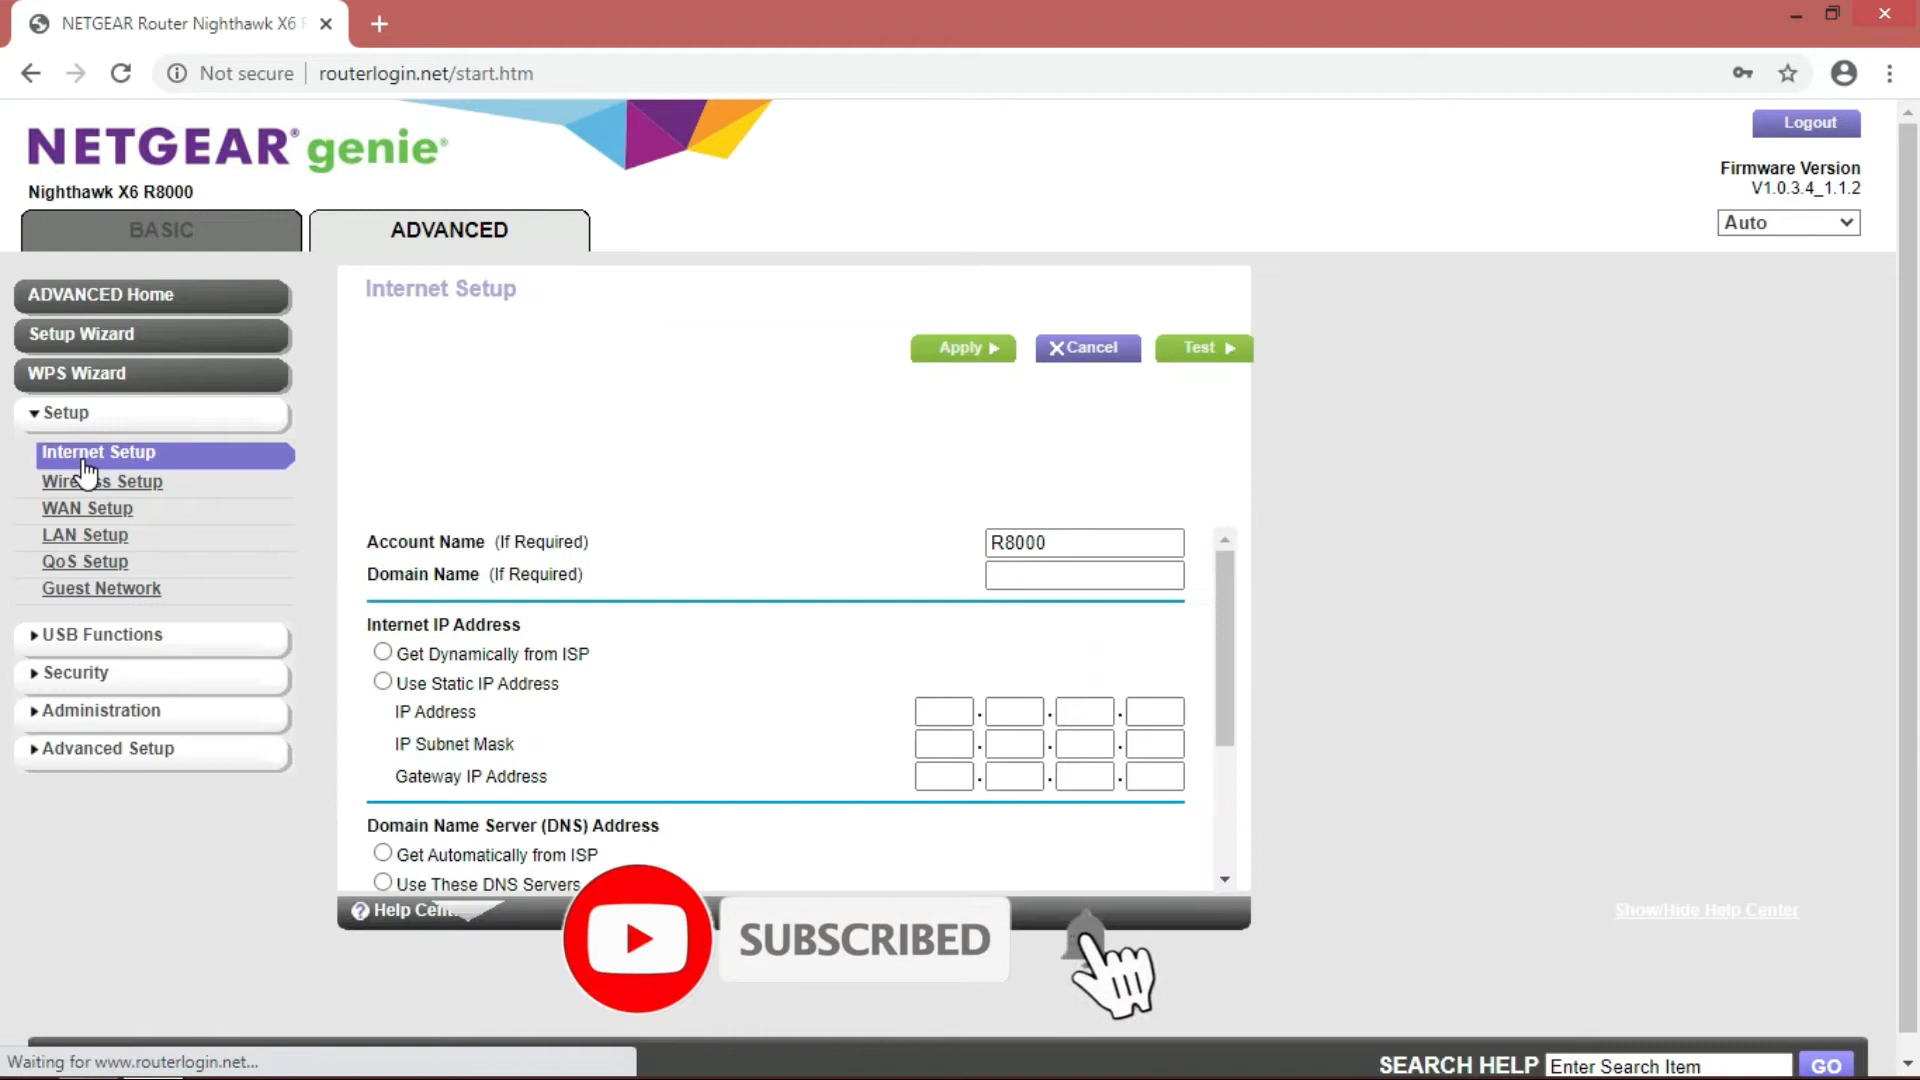 NETGEAR Router Nighthawk X6 R
Not secure routerlogin.net/start.htm
NETGEAR® genie®
Logout
Nighthawk X6 R8000
Firmware Version
V1.0.3.4_1.1.2
Auto
BASIC
ADVANCED
ADVANCED Home
Setup Wizard
WPS Wizard
Setup
Internet Setup
Wireless Setup
WAN Setup
LAN Setup
QoS Setup
Guest Network
USB Functions
Security
Administration
Advanced Setup
Internet Setup
Apply
Cancel
Test
Account Name (If Required)
R8000
Domain Name (If Required)
Internet IP Address
Get Dynamically from ISP
Use Static IP Address
IP Address
. . .
IP Subnet Mask
. . .
Gateway IP Address
. . .
Domain Name Server (DNS) Address
Get Automatically from ISP
Use These DNS Servers
Help
Show/Hide Help Center
SUBSCRIBED
Waiting for www.routerlogin.net...
SEARCH HELP
Enter Search Item
GO